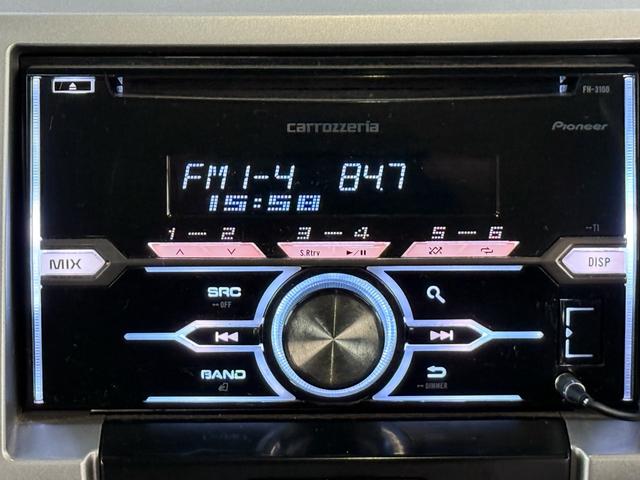 FH-3100
carrozzeria
Pioneer
FM1-4 84.7
15:58
1 — 2 3 — 4 5 — 6
S.Rtrv
MIX
DISP
SRC
OFF
BAND
DIMMER